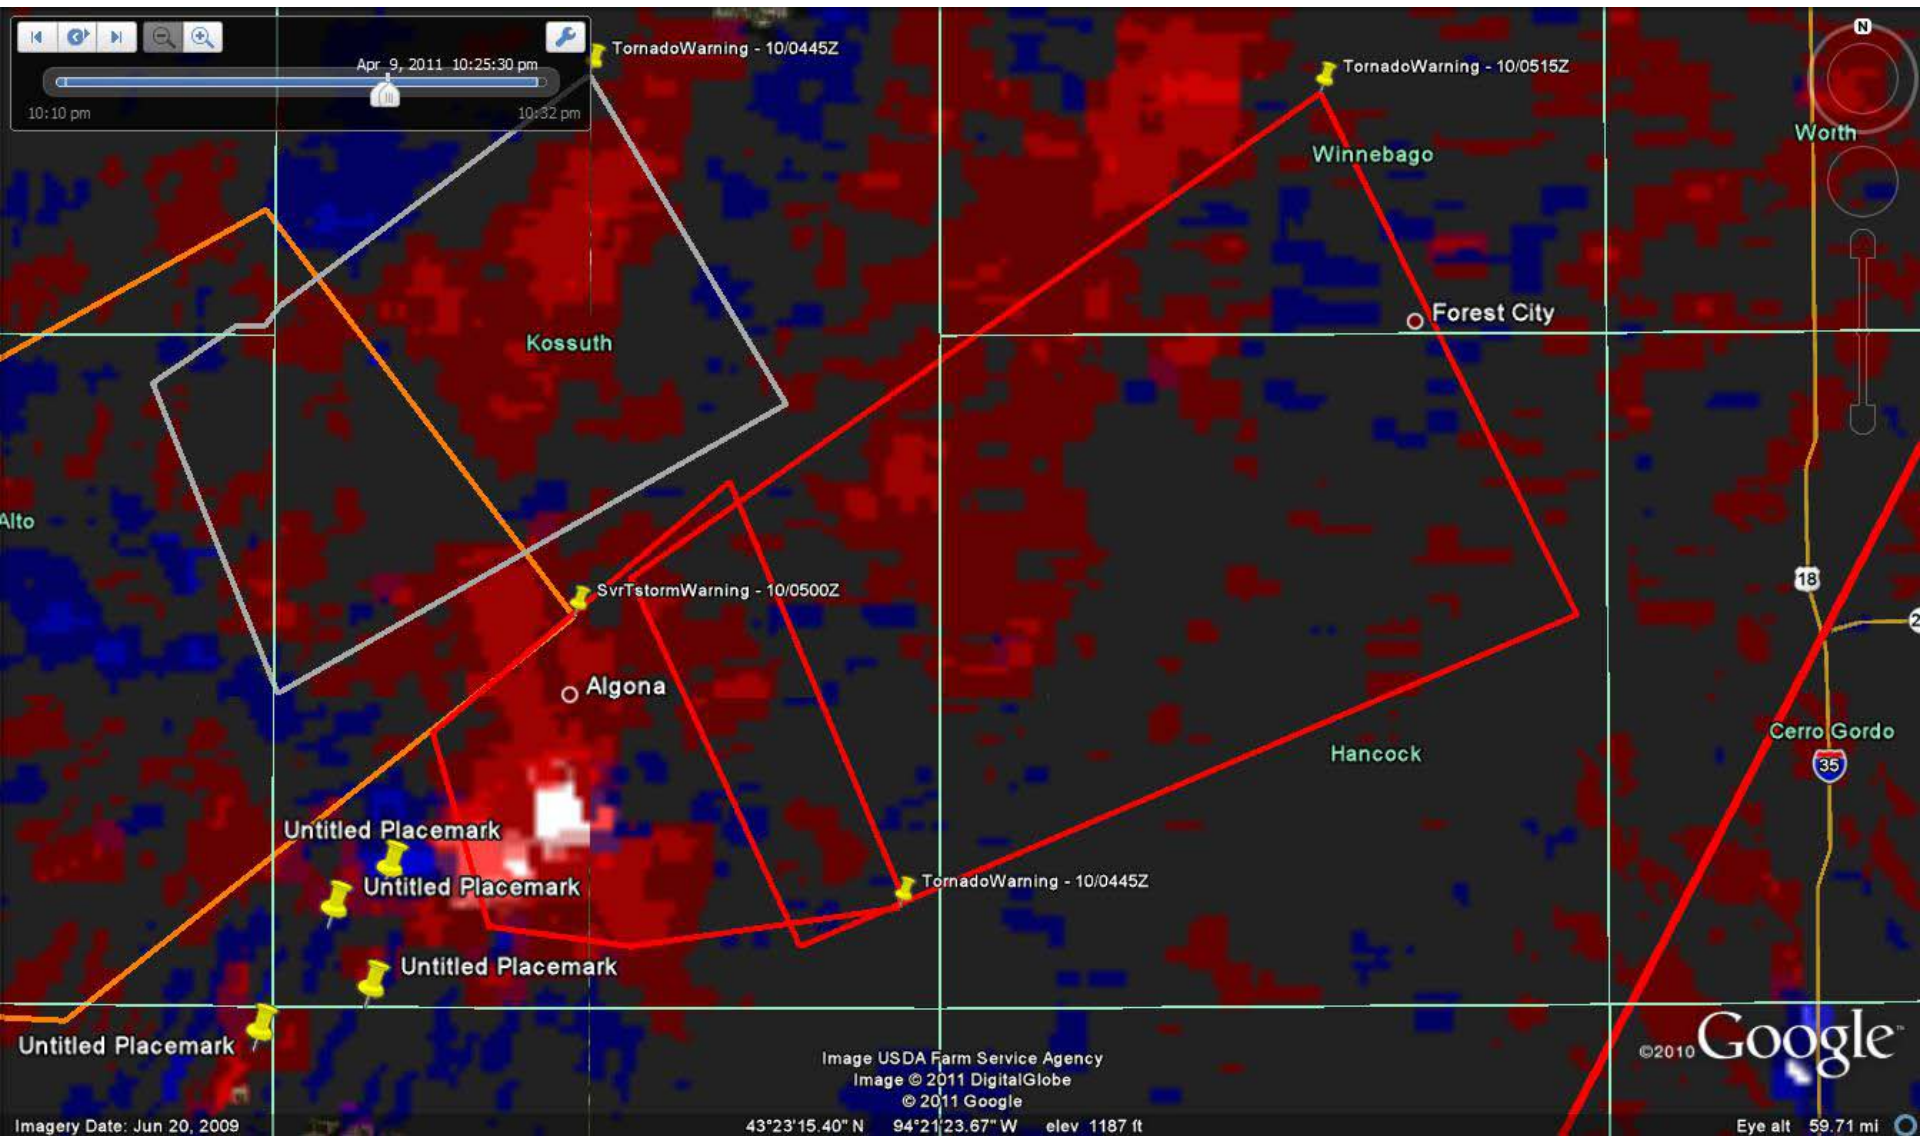 Apr 9, 2011 10:25:30 pm
10:10 pm
10:32 pm
TornadoWarning - 10/0445Z
TornadoWarning - 10/0515Z
N
Worth
Winnebago
Forest City
Kossuth
Alto
18
SvrTstormWarning - 10/0500Z
2
Algona
Cerro Gordo
Hancock
35
Untitled Placemark
Untitled Placemark
TornadoWarning - 10/0445Z
Untitled Placemark
Untitled Placemark
©2010 Google
Image USDA Farm Service Agency
Image © 2011 DigitalGlobe
© 2011 Google
Imagery Date: Jun 20, 2009
43°23'15.40" N 94°21'23.67" W elev 1187 ft
Eye alt 59.71 mi